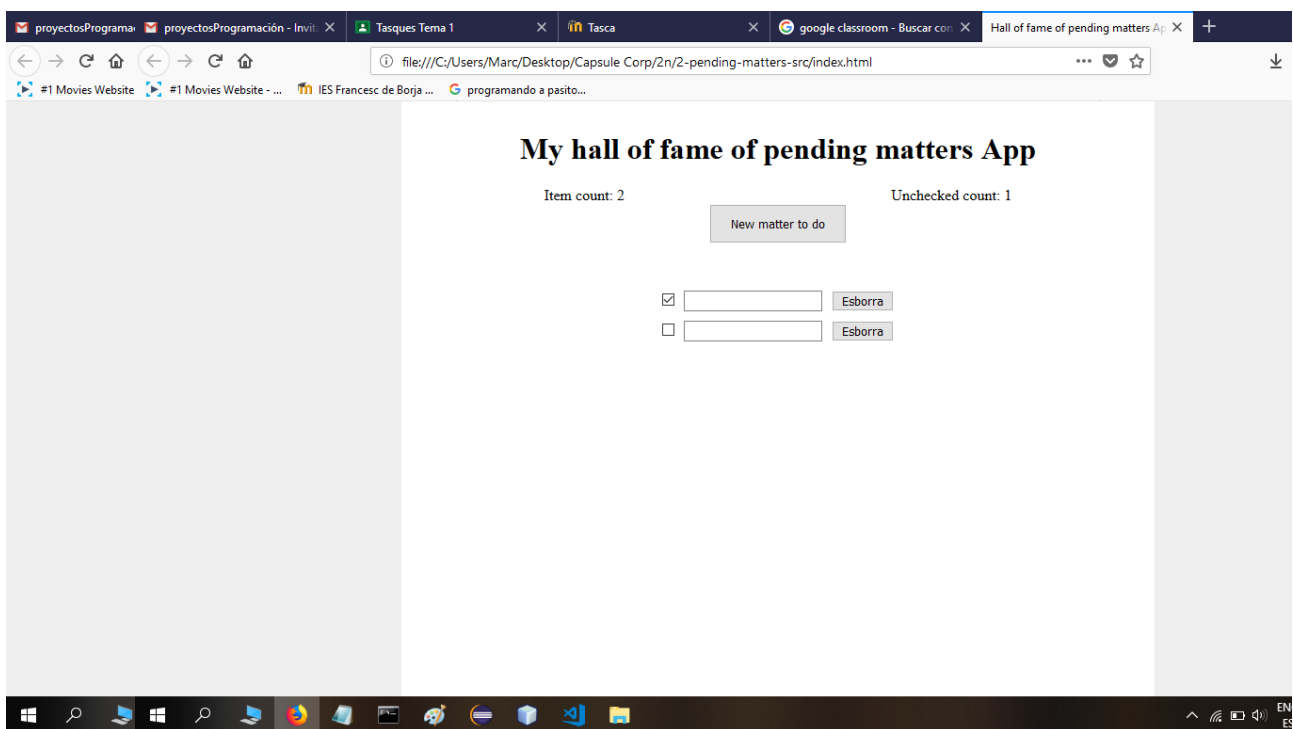 proyectosPrograma proyectosProgramación - Invit Tasques Tema 1 Tasca google classroom - Buscar con Hall of fame of pending matters Ap
file:///C:/Users/Marc/Desktop/Capsule Corp/2n/2-pending-matters-src/index.html
#1 Movies Website #1 Movies Website - ... IES Francesc de Borja ... programando a pasito...
My hall of fame of pending matters App
Item count: 2 Unchecked count: 1
New matter to do
Esborra
Esborra
EN
ES